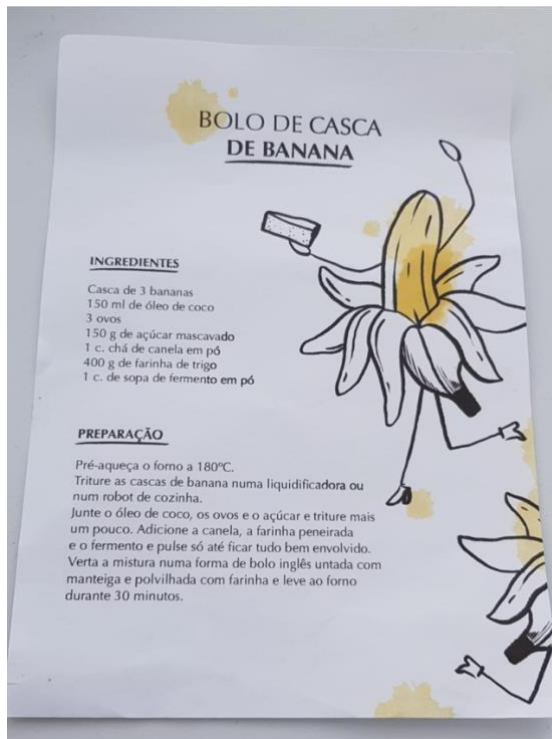 BOLO DE CASCA
DE BANANA
INGREDIENTES
Casca de 3 bananas
150 ml de óleo de coco
3 ovos
150 g de açúcar mascavado
1 c. chá de canela em pó
400 g de farinha de trigo
1 c. de sopa de fermento em pó
PREPARAÇÃO
Pré-aqueça o forno a 180ºC.
Triture as cascas de banana numa liquidificadora ou
num robot de cozinha.
Junte o óleo de coco, os ovos e o açúcar e triture mais
um pouco. Adicione a canela, a farinha peneirada
e o fermento e pulse só até ficar tudo bem envolvido.
Verta a mistura numa forma de bolo inglês untada com
manteiga e polvilhada com farinha e leve ao forno
durante 30 minutos.